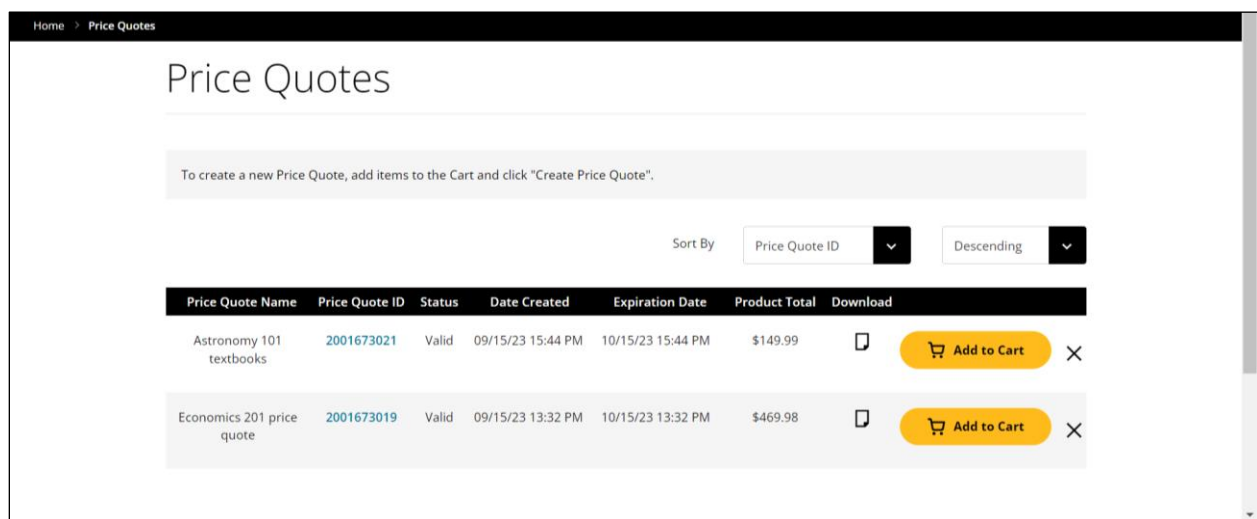 Home > Price Quotes
Price Quotes
To create a new Price Quote, add items to the Cart and click "Create Price Quote".
Sort By Price Quote ID Descending
Price Quote Name Price Quote ID Status Date Created Expiration Date Product Total Download
Astronomy 101 2001673021 Valid 09/15/23 15:44 PM 10/15/23 15:44 PM $149.99 Add to Cart
textbooks
Economics 201 price 2001673019 Valid 09/15/23 13:32 PM 10/15/23 13:32 PM $469.98 Add to Cart
quote